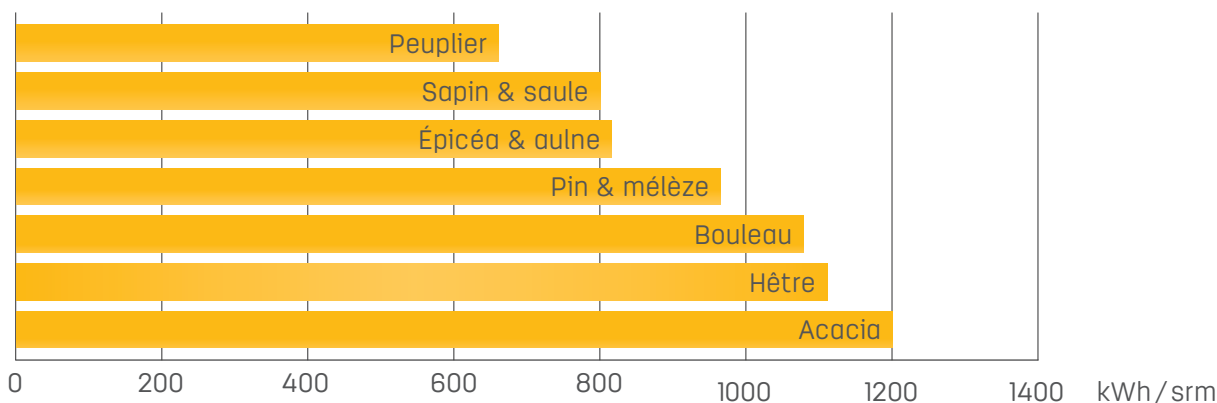 Peuplier
Sapin & saule
Épicéa & aulne
Pin & mélèze
Bouleau
Hêtre
Acacia
0 200 400 600 800 1000 1200 1400 kWh/srm